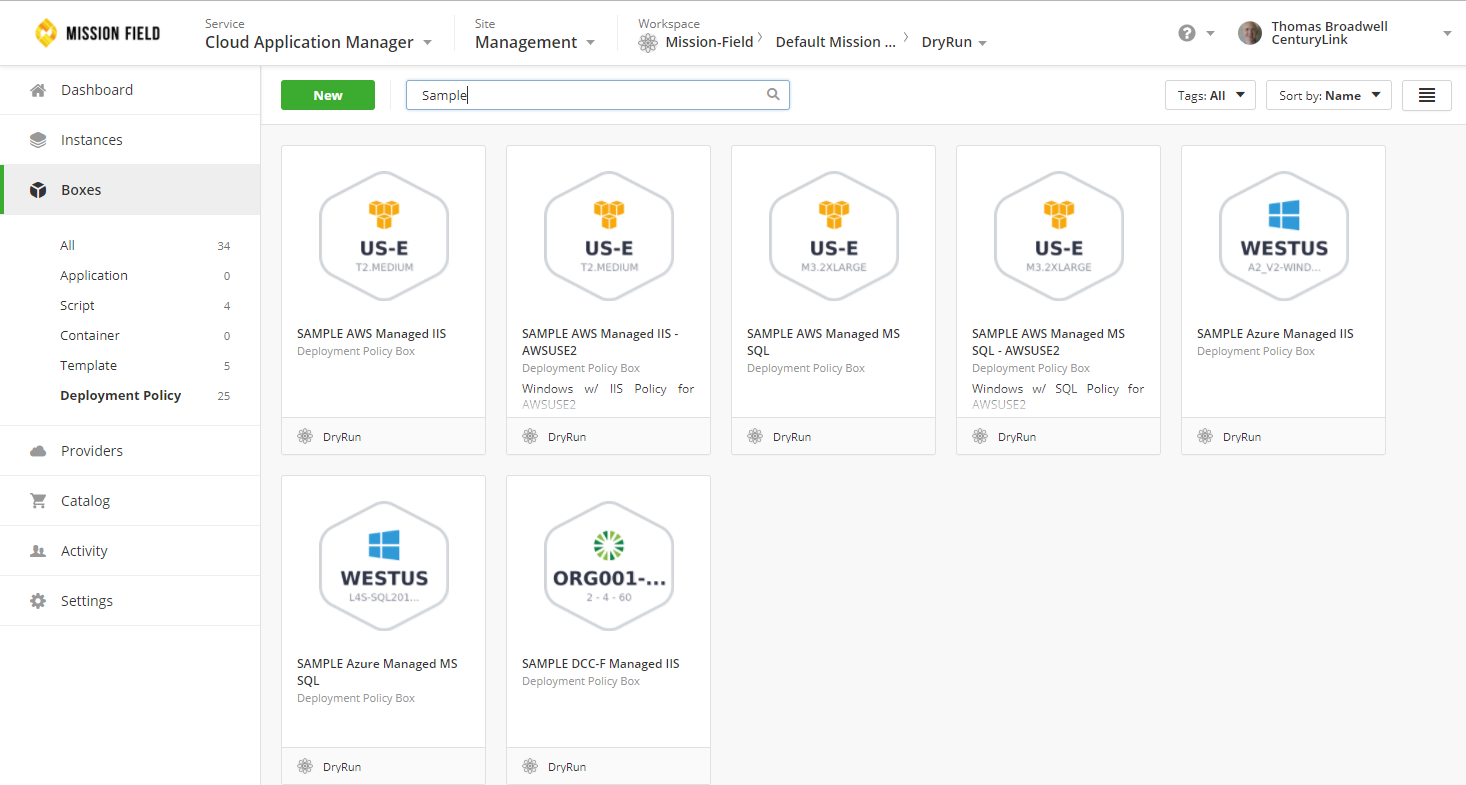 MISSION FIELD
Service
Cloud Application Manager
Site
Management
Workspace
Mission-Field
Default Mission ...
DryRun
?
Thomas Broadwell
CenturyLink
Dashboard
Instances
Boxes
All 34
Application 0
Script 4
Container 0
Template 5
Deployment Policy 25
Providers
Catalog
Activity
Settings
New
Sample
Tags: All
Sort by: Name
US-E
T2.MEDIUM
SAMPLE AWS Managed IIS
Deployment Policy Box
DryRun
US-E
T2.MEDIUM
SAMPLE AWS Managed IIS -
AWSUSE2
Deployment Policy Box
Windows w/ IIS Policy for
AWSUSE2
DryRun
US-E
M3.2XLARGE
SAMPLE AWS Managed MS
SQL
Deployment Policy Box
DryRun
US-E
M3.2XLARGE
SAMPLE AWS Managed MS
SQL - AWSUSE2
Deployment Policy Box
Windows w/ SQL Policy for
AWSUSE2
DryRun
WESTUS
A2_V2-WIND...
SAMPLE Azure Managed IIS
Deployment Policy Box
DryRun
WESTUS
L4S-SQL201...
SAMPLE Azure Managed MS
SQL
Deployment Policy Box
DryRun
ORG001-...
2 - 4 - 60
SAMPLE DCC-F Managed IIS
Deployment Policy Box
DryRun